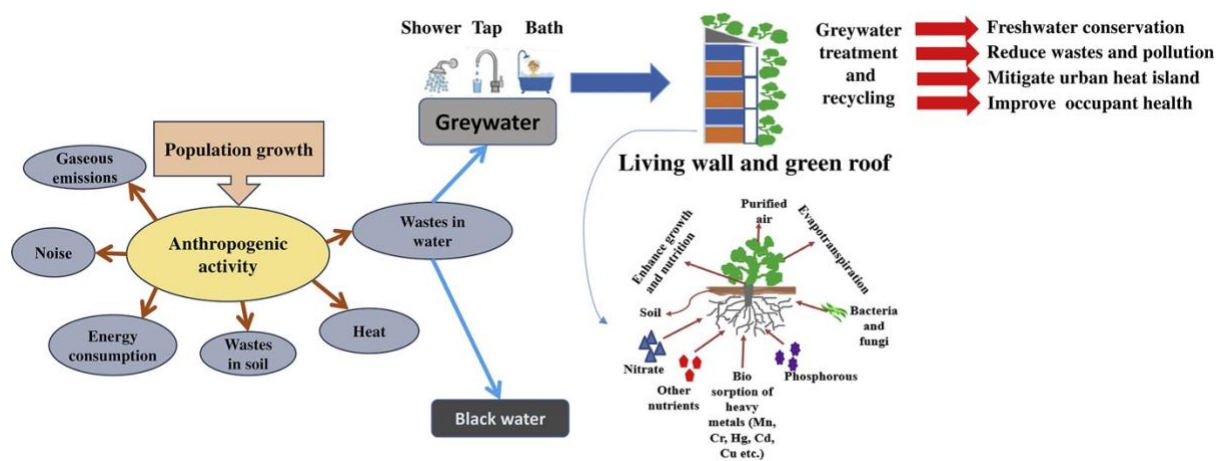 Shower Tap Bath
Greywater
Population growth
Gaseous
emissions
Noise
Anthropogenic
activity
Energy
consumption
Wastes
in soil
Heat
Wastes in
water
Black water
Living wall and green roof
Greywater
treatment
and
recycling
Freshwater conservation
Reduce wastes and pollution
Mitigate urban heat island
Improve occupant health
Purified
air
Enhance growth
and nutrition
Evapotranspiration
Soil
Bacteria
and
fungi
Nitrate
Other
nutrients
Bio
sorption of
heavy
metals (Mn,
Cr, Hg, Cd,
Cu etc.)
Phosphorous